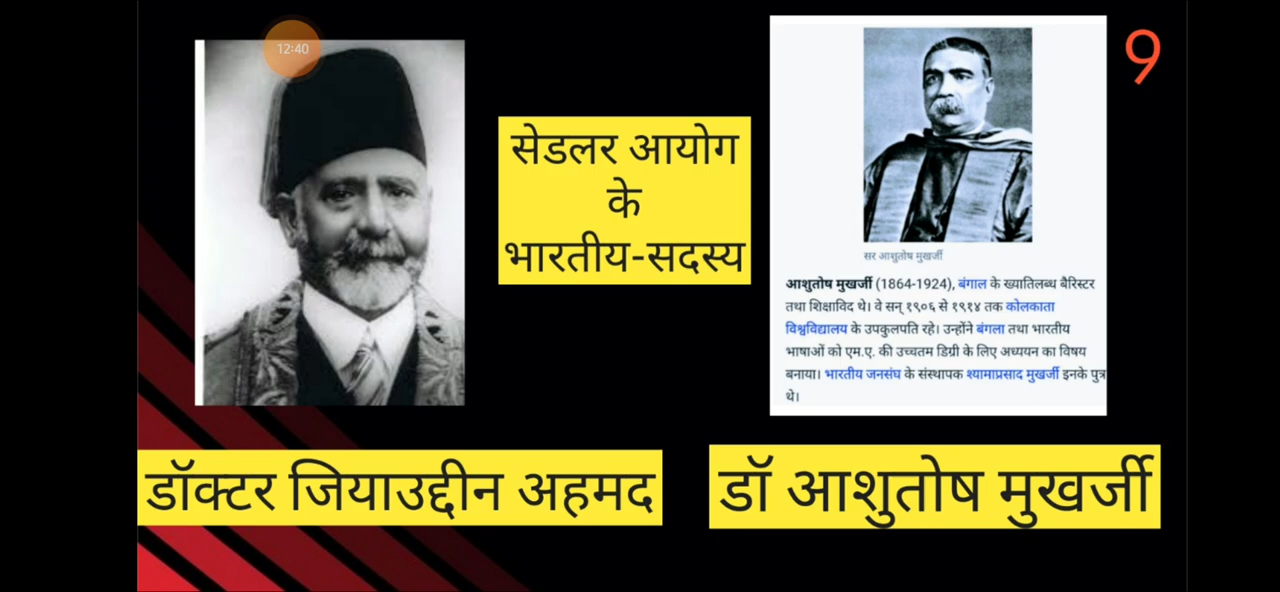 12:40
9
सेडलर आयोग
के
भारतीय-सदस्य
सर आशुतोष मुखर्जी
आशुतोष मुखर्जी (1864-1924), बंगाल के ख्यातिलब्ध बैरिस्टर
तथा शिक्षाविद थे। वे सन् १९०६ से १९१४ तक कोलकाता
विश्वविद्यालय के उपकुलपति रहे। उन्होंने बंगला तथा भारतीय
भाषाओं को एम.ए. की उच्चतम डिग्री के लिए अध्ययन का विषय
बनाया। भारतीय जनसंघ के संस्थापक श्यामाप्रसाद मुखर्जी इनके पुत्र
थे।
डॉक्टर जियाउद्दीन अहमद
डॉ आशुतोष मुखर्जी